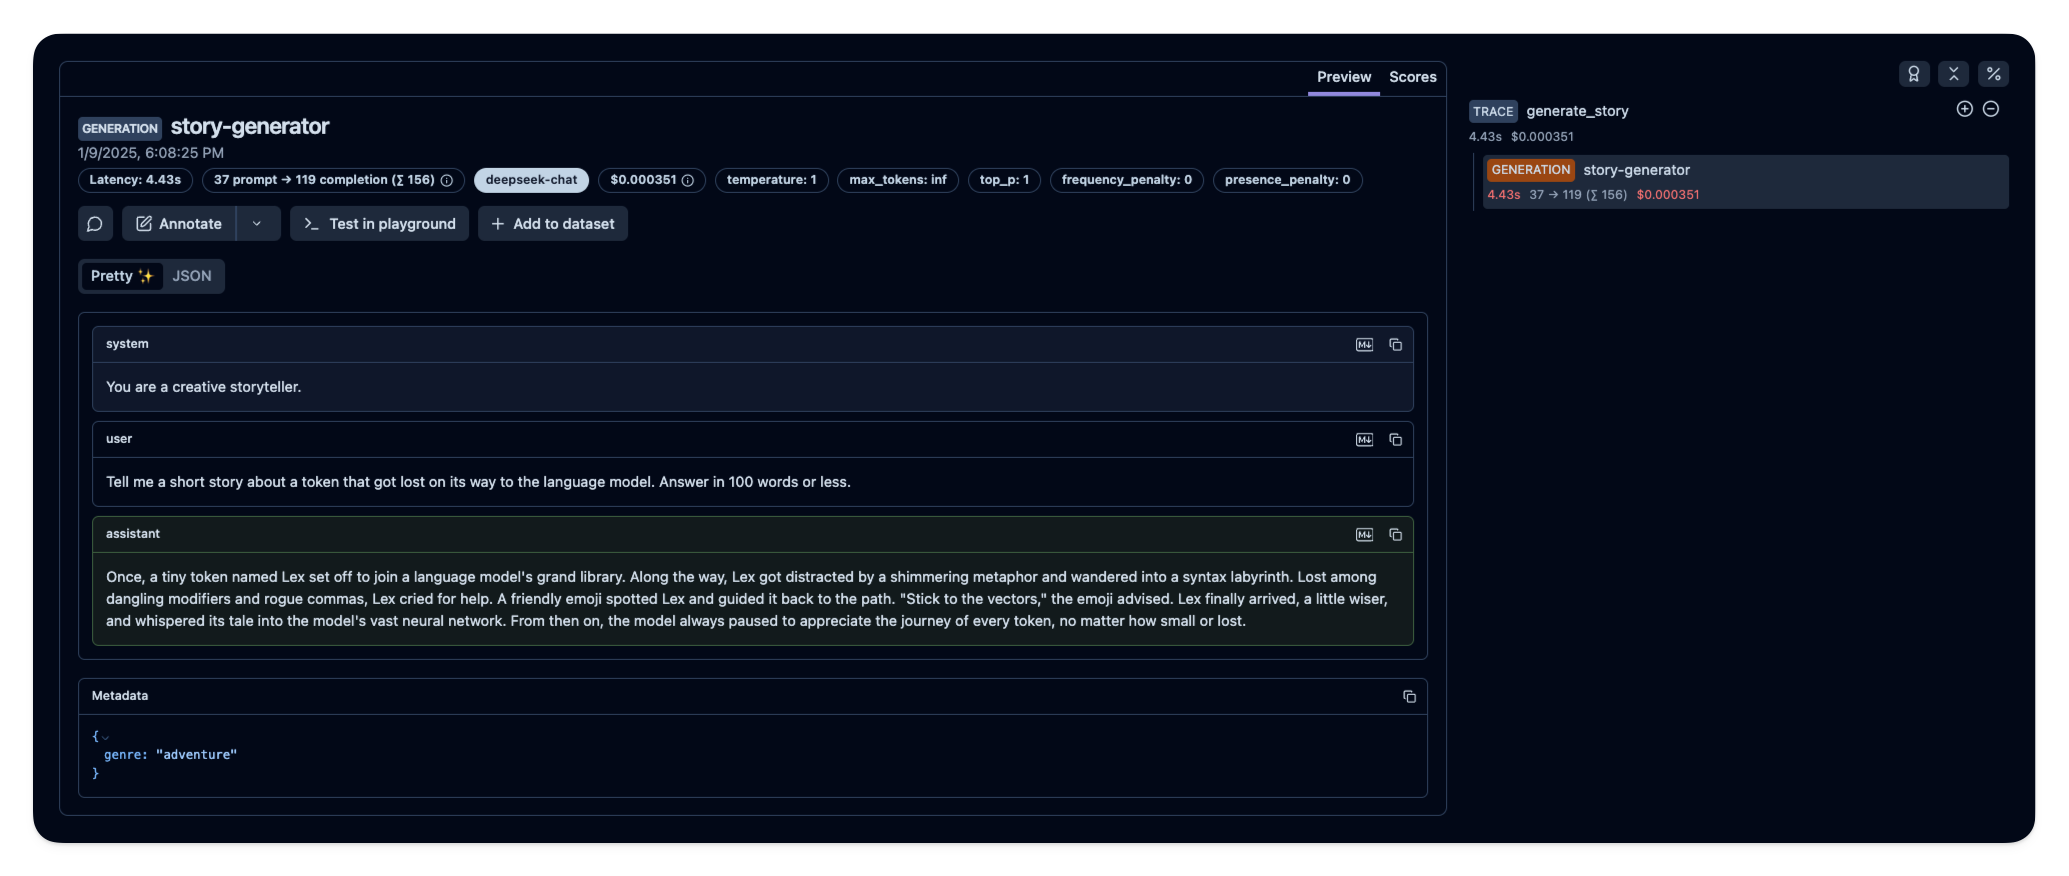 Preview Scores
GENERATION story-generator
1/9/2025, 6:08:25 PM
Latency: 4.43s 37 prompt → 119 completion (∑ 156) deepseek-chat $0.000351 temperature: 1 max_tokens: inf top_p: 1 frequency_penalty: 0 presence_penalty: 0
Annotate Test in playground Add to dataset
Pretty ✨ JSON
system
You are a creative storyteller.
user
Tell me a short story about a token that got lost on its way to the language model. Answer in 100 words or less.
assistant
Once, a tiny token named Lex set off to join a language model's grand library. Along the way, Lex got distracted by a shimmering metaphor and wandered into a syntax labyrinth. Lost among
dangling modifiers and rogue commas, Lex cried for help. A friendly emoji spotted Lex and guided it back to the path. "Stick to the vectors," the emoji advised. Lex finally arrived, a little wiser,
and whispered its tale into the model's vast neural network. From then on, the model always paused to appreciate the journey of every token, no matter how small or lost.
Metadata
{
genre: "adventure"
}
TRACE generate_story
4.43s $0.000351
GENERATION story-generator
4.43s 37 → 119 (∑ 156) $0.000351